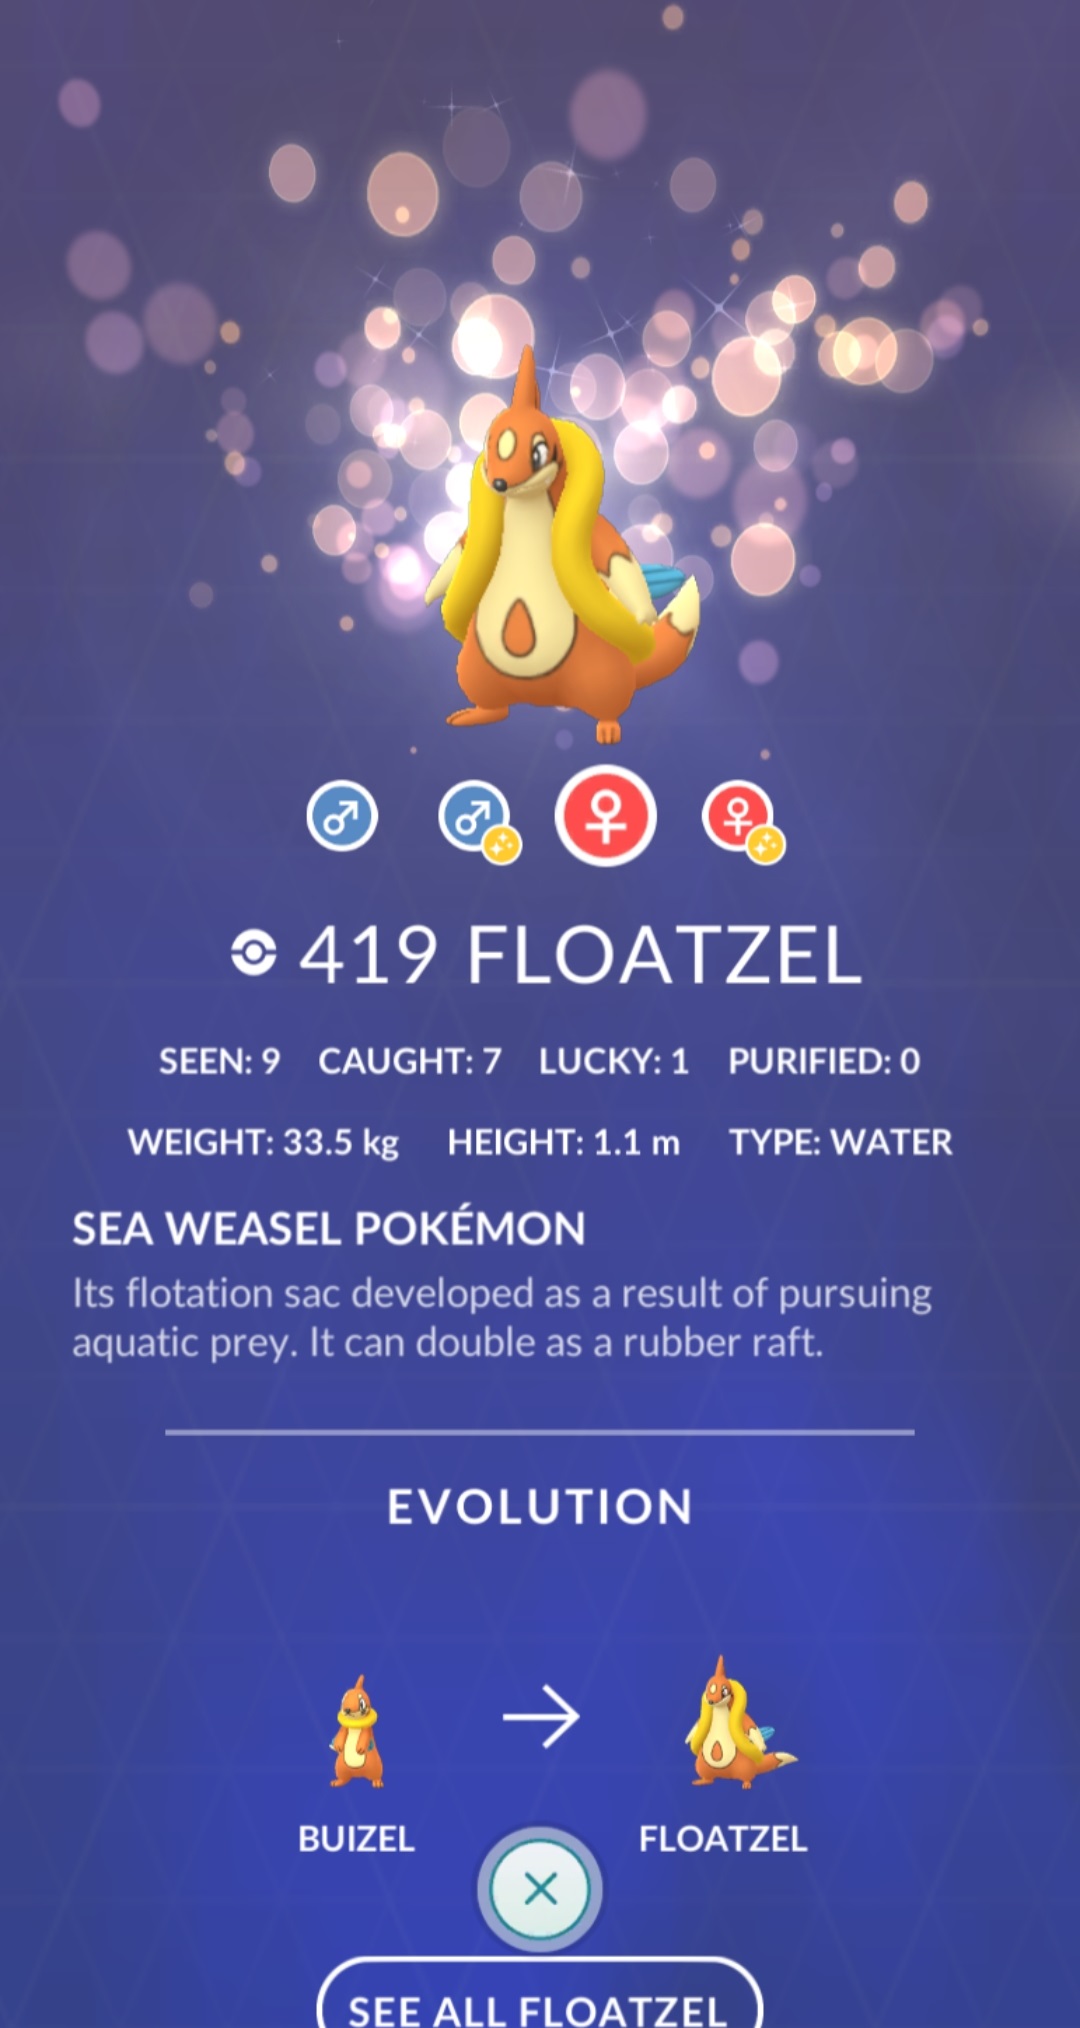 419 FLOATZEL
SEEN: 9 CAUGHT: 7 LUCKY: 1 PURIFIED: 0
WEIGHT: 33.5 kg HEIGHT: 1.1 m TYPE: WATER
SEA WEASEL POKÉMON
Its flotation sac developed as a result of pursuing
aquatic prey. It can double as a rubber raft.
EVOLUTION
BUIZEL FLOATZEL
SEE ALL FLOATZEL